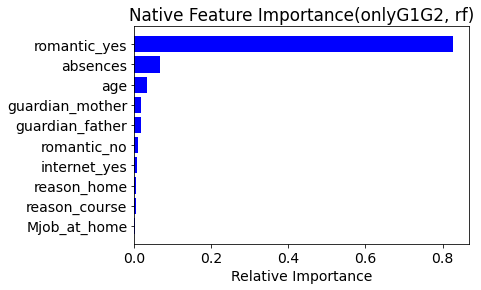 Native Feature Importance(onlyG1G2, rf)
romantic_yes
absences
age
guardian_mother
guardian_father
romantic_no
internet_yes
reason_home
reason_course
Mjob_at_home
0.0 0.2 0.4 0.6 0.8
Relative Importance